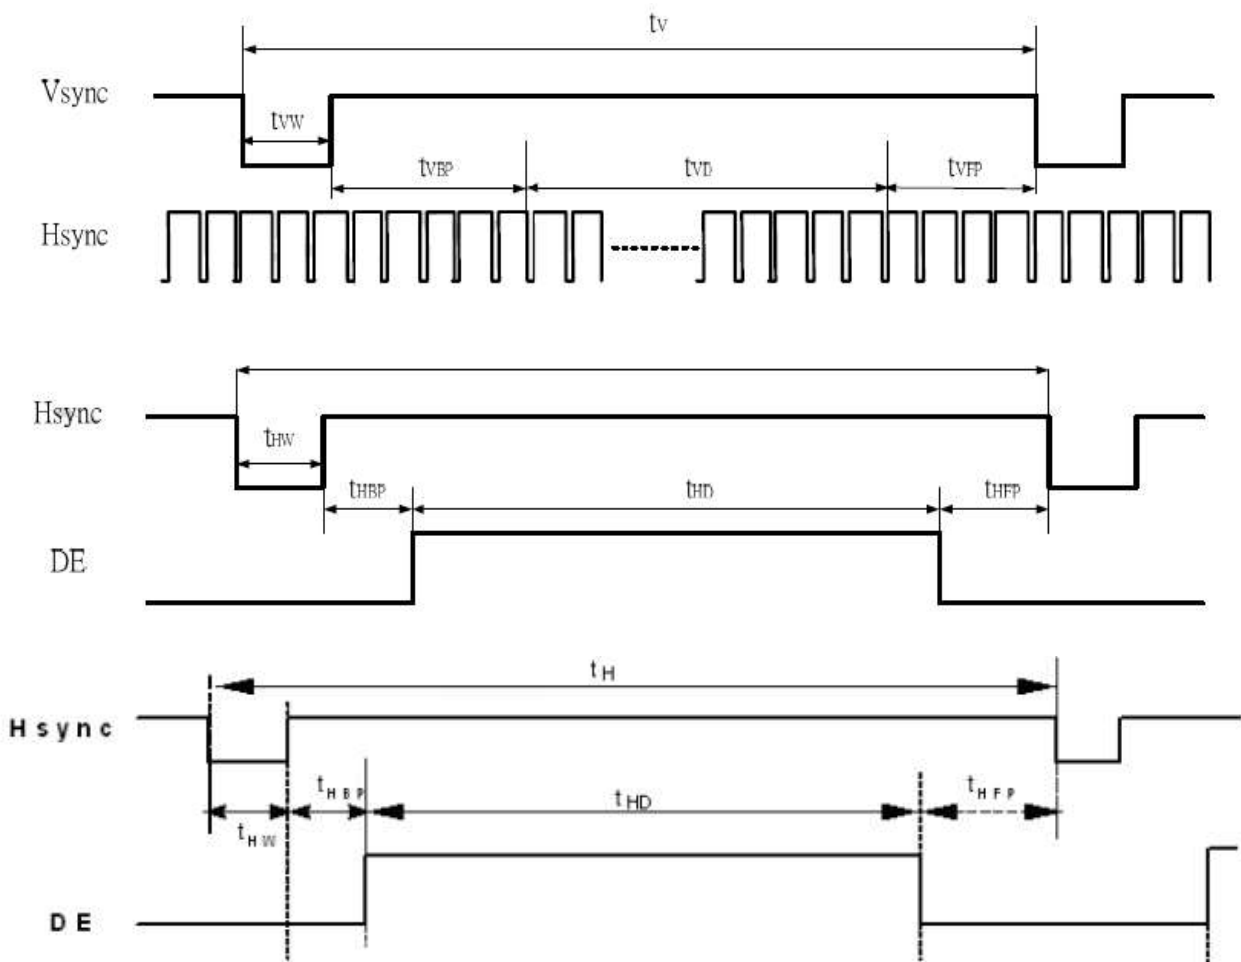 tV
Vsync
tVW
tVBP tVD tVFP
Hsync
Hsync
tHW
tHBP tHD tHFP
DE
tH
Hsync
tHBP tHD tHFP
tHW
DE